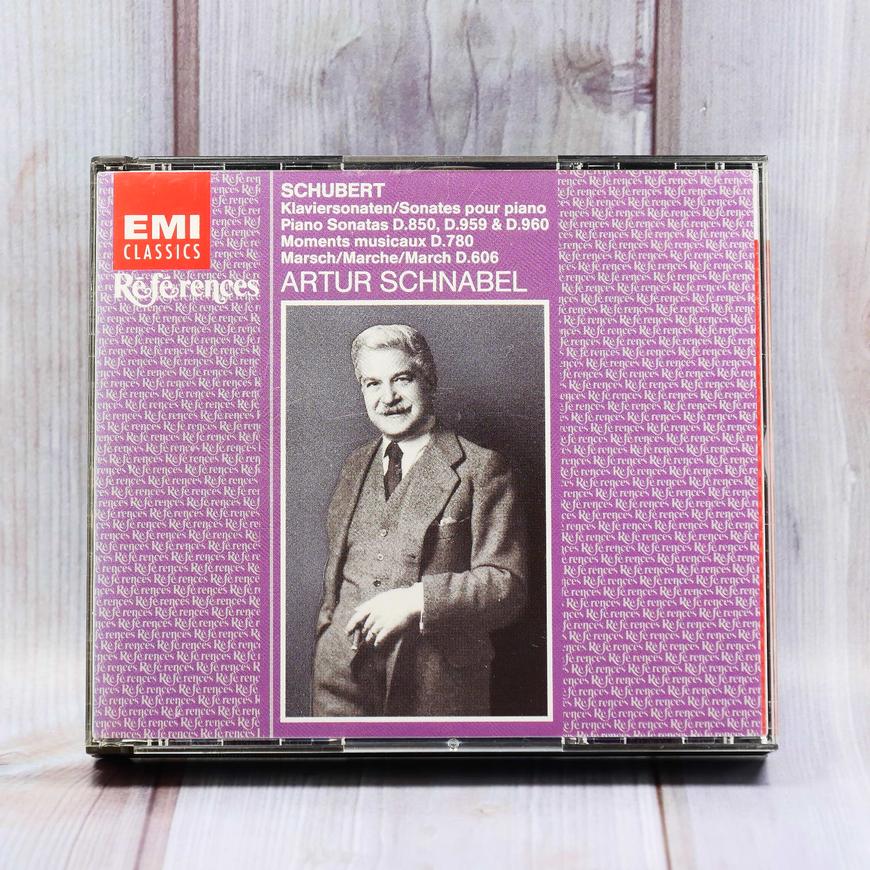 EMI
CLASSICS
Références
SCHUBERT
Klaviersonaten/Sonates pour piano
Piano Sonatas D.850, D.959 & D.960
Moments musicaux D.780
Marsch/Marche/March D.606
ARTUR SCHNABEL